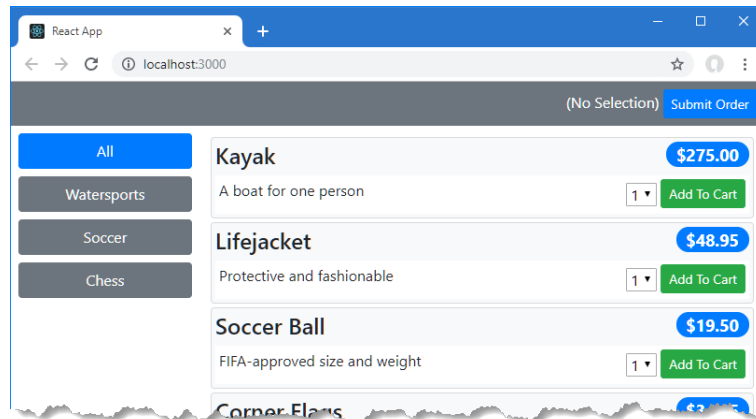 React App
localhost:3000
(No Selection) Submit Order
All
Watersports
Soccer
Chess
Kayak $275.00
A boat for one person 1 Add To Cart
Lifejacket $48.95
Protective and fashionable 1 Add To Cart
Soccer Ball $19.50
FIFA-approved size and weight 1 Add To Cart
Corner Flags